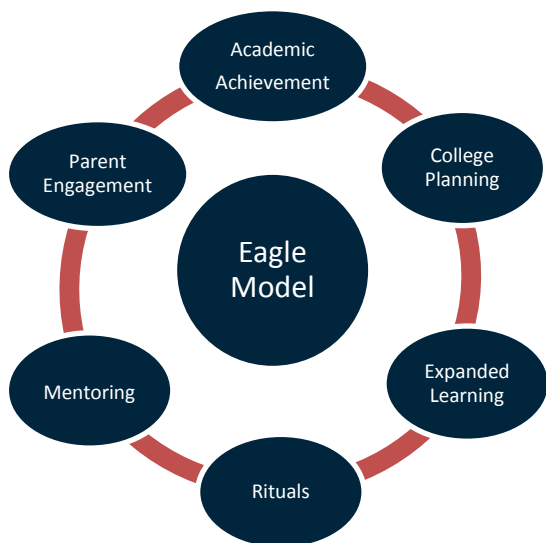 Academic
Achievement
College
Planning
Expanded
Learning
Rituals
Mentoring
Parent
Engagement
Eagle
Model